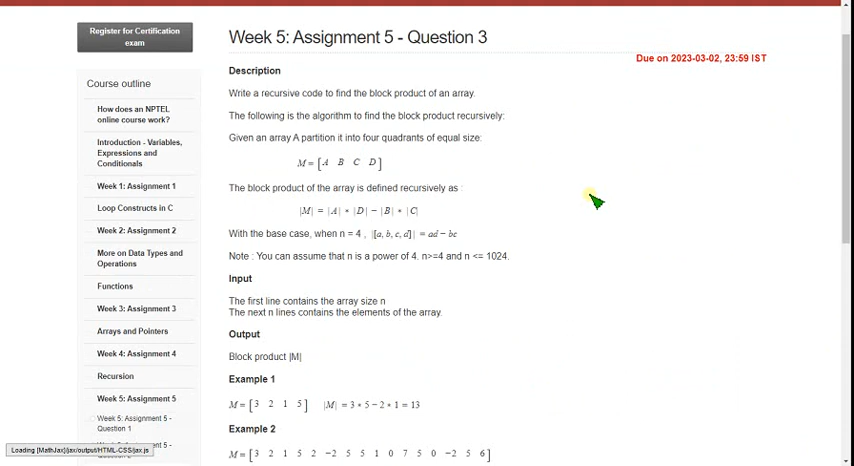 Register for Certification
exam
Week 5: Assignment 5 - Question 3
Due on 2023-03-02, 23:59 IST
Course outline
How does an NPTEL
online course work?
Introduction - Variables,
Expressions and
Conditionals
Week 1: Assignment 1
Loop Constructs in C
Week 2: Assignment 2
More on Data Types and
Operations
Functions
Week 3: Assignment 3
Arrays and Pointers
Week 4: Assignment 4
Recursion
Week 5: Assignment 5
Week 5: Assignment 5 -
Question 1
Loading [MathJax]/jax/output/HTML-CSS/jax.js
Description
Write a recursive code to find the block product of an array.
The following is the algorithm to find the block product recursively:
Given an array A partition it into four quadrants of equal size:
M = [A B C D]
The block product of the array is defined recursively as :
|M| = |A| * |D| − |B| * |C|
With the base case, when n = 4 , |[a, b, c, d]| = ad − bc
Note : You can assume that n is a power of 4. n>=4 and n <= 1024.
Input
The first line contains the array size n
The next n lines contains the elements of the array.
Output
Block product |M|
Example 1
M = [3 2 1 5] |M| = 3 * 5 − 2 * 1 = 13
Example 2
M = [3 2 1 5 2 −2 5 5 1 0 7 5 0 −2 5 6]